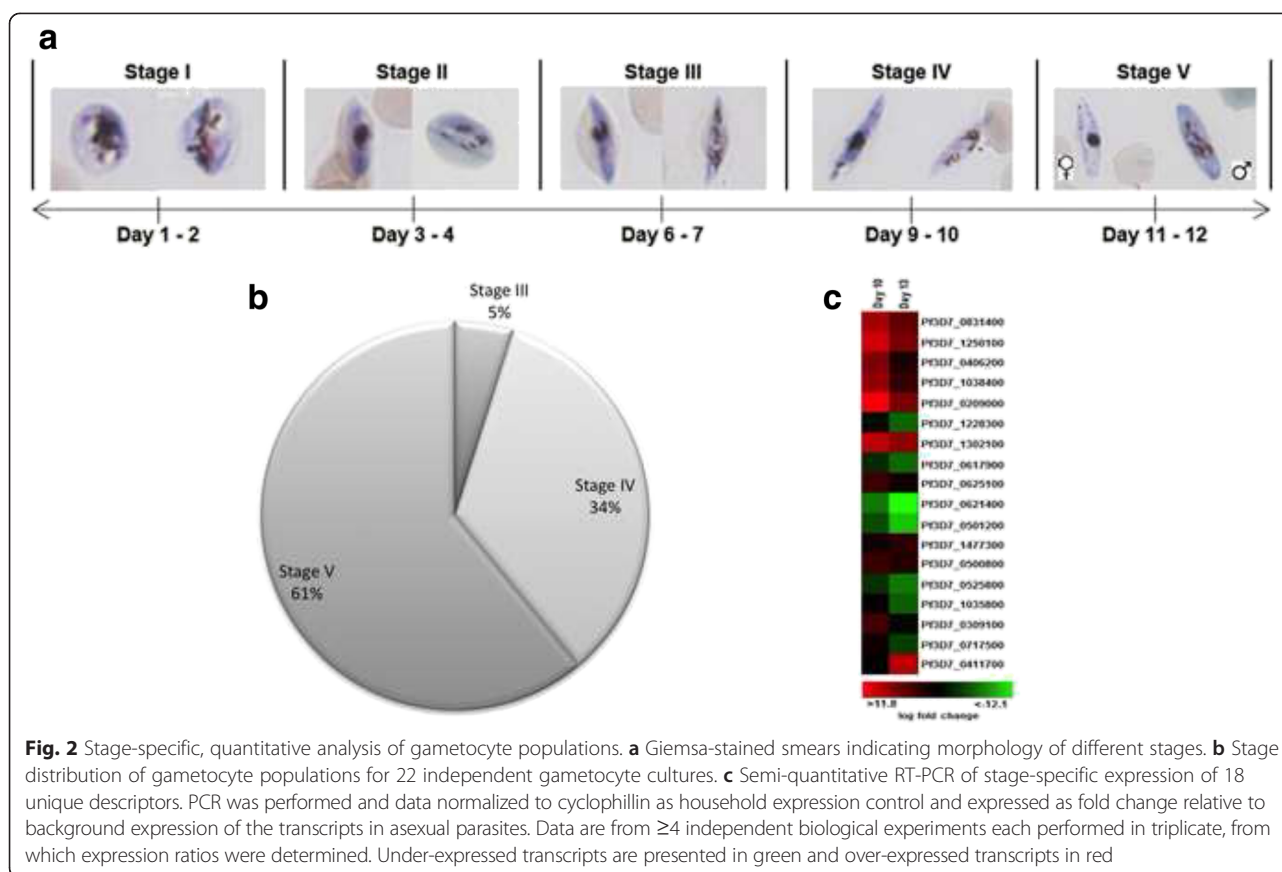 a
Stage I
Stage II
Stage III
Stage IV
Stage V
♀
♂
Day 1 - 2
Day 3 - 4
Day 6 - 7
Day 9 - 10
Day 11 - 12
b
Stage III
5%
Stage IV
34%
Stage V
61%
c
Day 10
Day 13
Pf3D7_0831400
Pf3D7_1250100
Pf3D7_0406200
Pf3D7_1038400
Pf3D7_0209000
Pf3D7_1228300
Pf3D7_1302100
Pf3D7_0617900
Pf3D7_0625100
Pf3D7_0621400
Pf3D7_0501200
Pf3D7_1477300
Pf3D7_0500800
Pf3D7_0525800
Pf3D7_1035800
Pf3D7_0309100
Pf3D7_0717500
Pf3D7_0411700
>11.8
<-12.1
log fold change
Fig. 2 Stage-specific, quantitative analysis of gametocyte populations. a Giemsa-stained smears indicating morphology of different stages. b Stage
distribution of gametocyte populations for 22 independent gametocyte cultures. c Semi-quantitative RT-PCR of stage-specific expression of 18
unique descriptors. PCR was performed and data normalized to cyclophillin as household expression control and expressed as fold change relative to
background expression of the transcripts in asexual parasites. Data are from ≥4 independent biological experiments each performed in triplicate, from
which expression ratios were determined. Under-expressed transcripts are presented in green and over-expressed transcripts in red